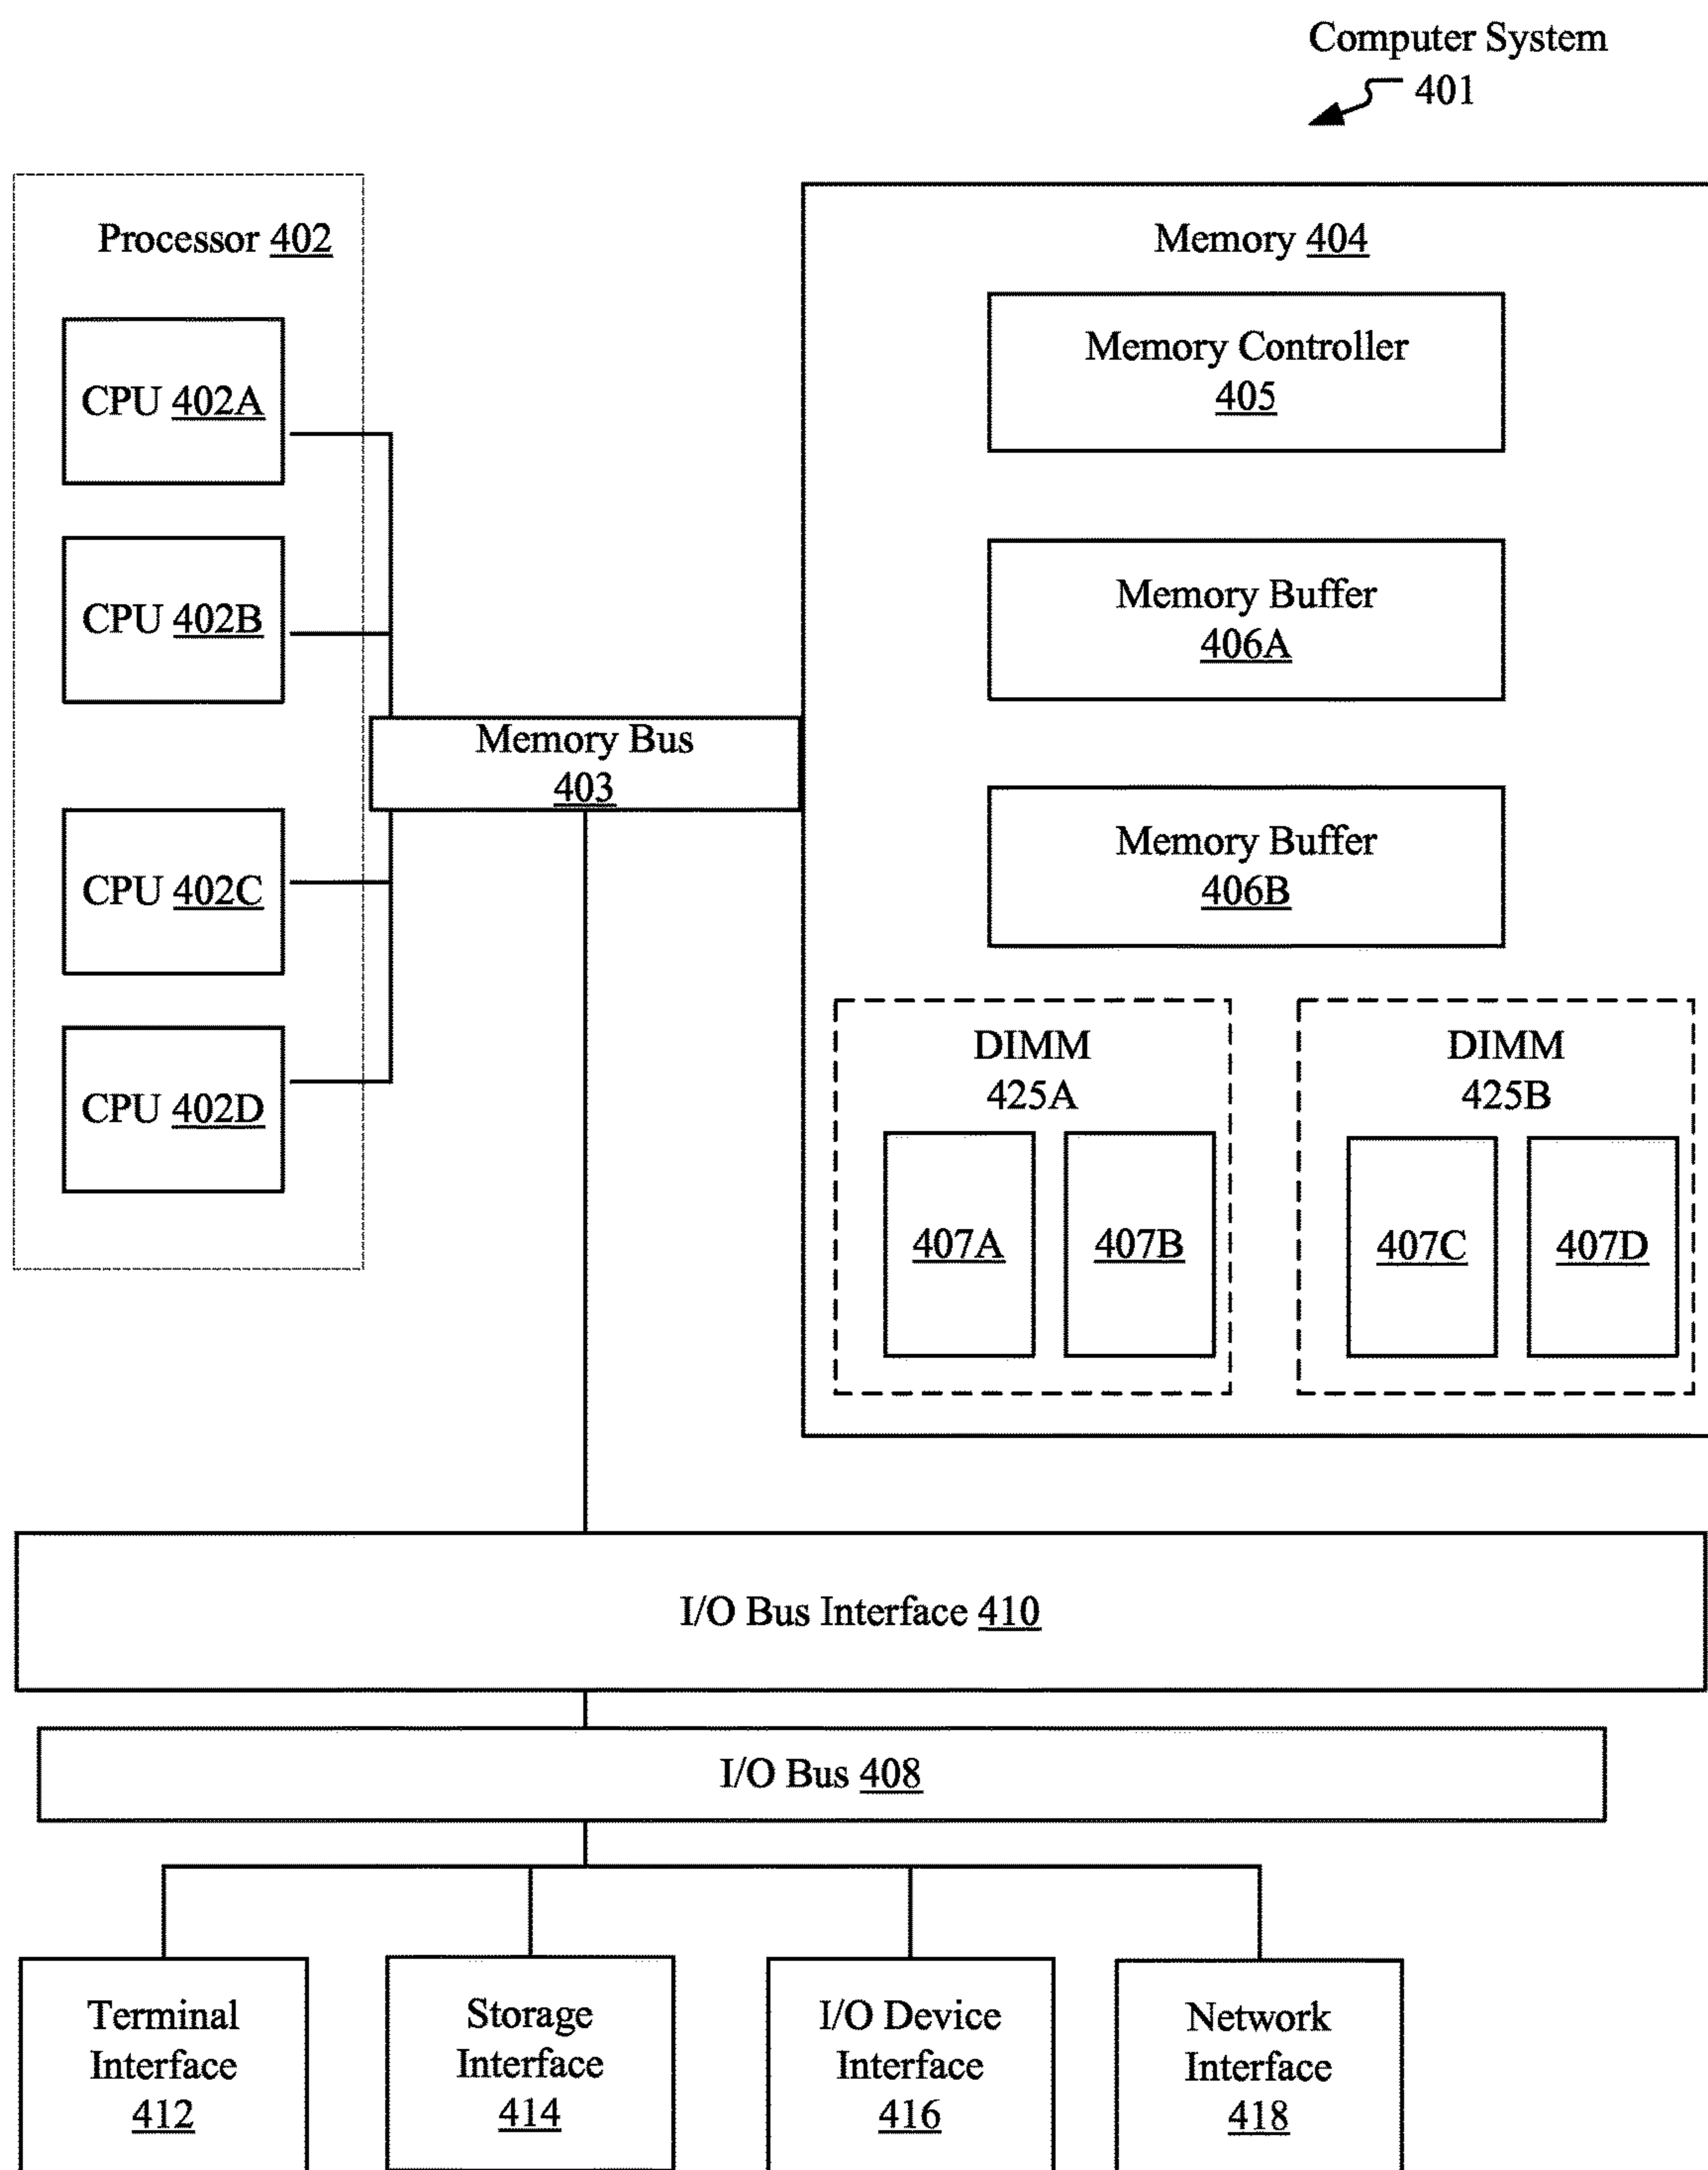 Computer System
401
Processor 402
CPU 402A
CPU 402B
CPU 402C
CPU 402D
Memory Bus
403
Memory 404
Memory Controller
405
Memory Buffer
406A
Memory Buffer
406B
DIMM
425A
407A
407B
DIMM
425B
407C
407D
I/O Bus Interface 410
I/O Bus 408
Terminal
Interface
412
Storage
Interface
414
I/O Device
Interface
416
Network
Interface
418